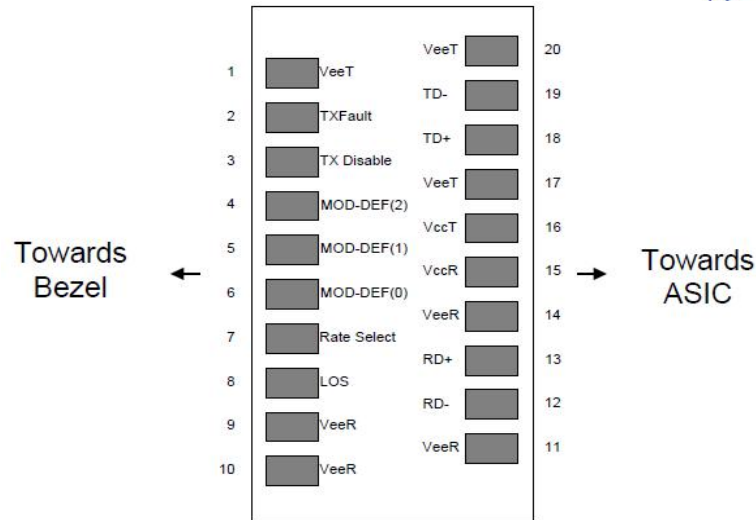 VeeT 20
1 VeeT
TD- 19
2 TXFault
TD+ 18
3 TX Disable
VeeT 17
4 MOD-DEF(2)
VccT 16
5 MOD-DEF(1)
VccR 15
6 MOD-DEF(0)
VeeR 14
7 Rate Select
RD+ 13
8 LOS
RD- 12
9 VeeR
VeeR 11
10 VeeR
Towards
Bezel
Towards
ASIC